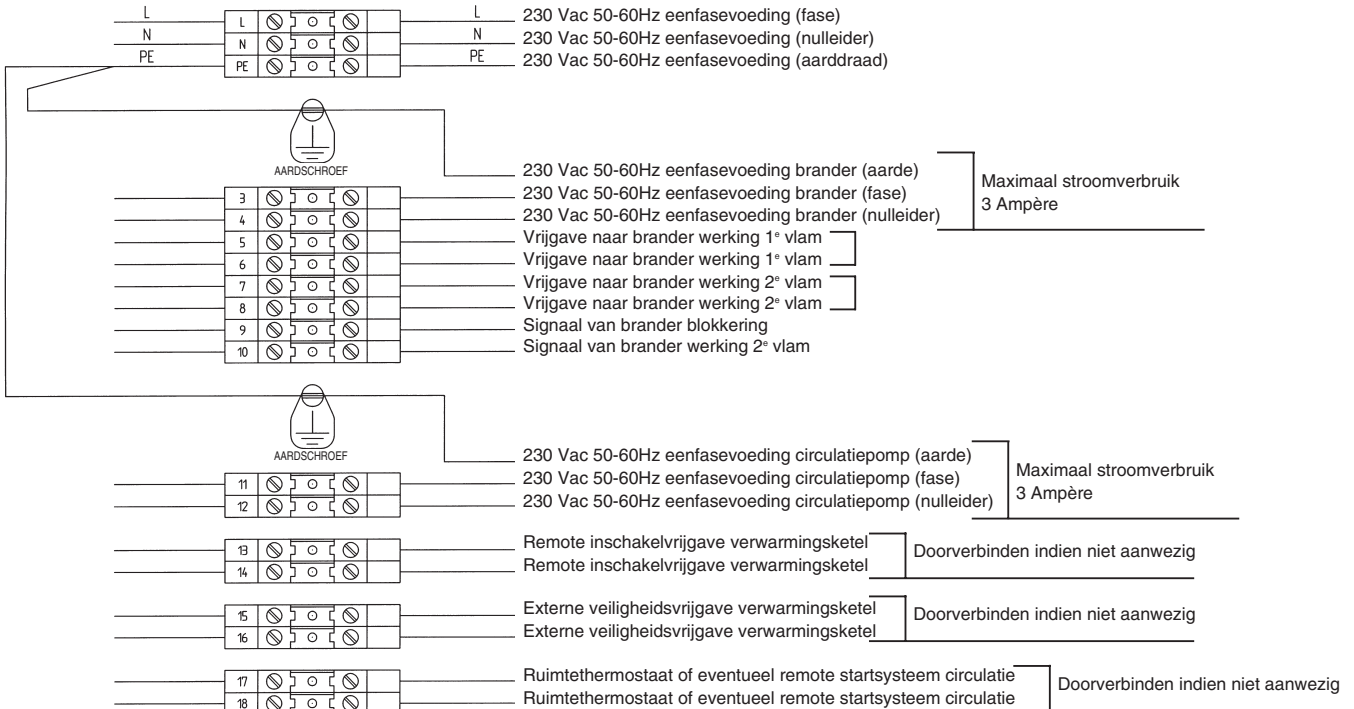 L L L 230 Vac 50-60Hz eenfasevoeding (fase)
N N N 230 Vac 50-60Hz eenfasevoeding (nulleider)
PE PE PE 230 Vac 50-60Hz eenfasevoeding (aarddraad)
AARDSCHROEF
230 Vac 50-60Hz eenfasevoeding brander (aarde)
3 230 Vac 50-60Hz eenfasevoeding brander (fase)
4 230 Vac 50-60Hz eenfasevoeding brander (nulleider)
Maximaal stroomverbruik
3 Ampère
5 Vrijgave naar brander werking 1e vlam
6 Vrijgave naar brander werking 1e vlam
7 Vrijgave naar brander werking 2e vlam
8 Vrijgave naar brander werking 2e vlam
9 Signaal van brander blokkering
10 Signaal van brander werking 2e vlam
AARDSCHROEF
230 Vac 50-60Hz eenfasevoeding circulatiepomp (aarde)
11 230 Vac 50-60Hz eenfasevoeding circulatiepomp (fase)
12 230 Vac 50-60Hz eenfasevoeding circulatiepomp (nulleider)
Maximaal stroomverbruik
3 Ampère
13 Remote inschakelvrijgave verwarmingsketel
14 Remote inschakelvrijgave verwarmingsketel
Doorverbinden indien niet aanwezig
15 Externe veiligheidsvrijgave verwarmingsketel
16 Externe veiligheidsvrijgave verwarmingsketel
Doorverbinden indien niet aanwezig
17 Ruimtethermostaat of eventueel remote startsysteem circulatie
18 Ruimtethermostaat of eventueel remote startsysteem circulatie
Doorverbinden indien niet aanwezig